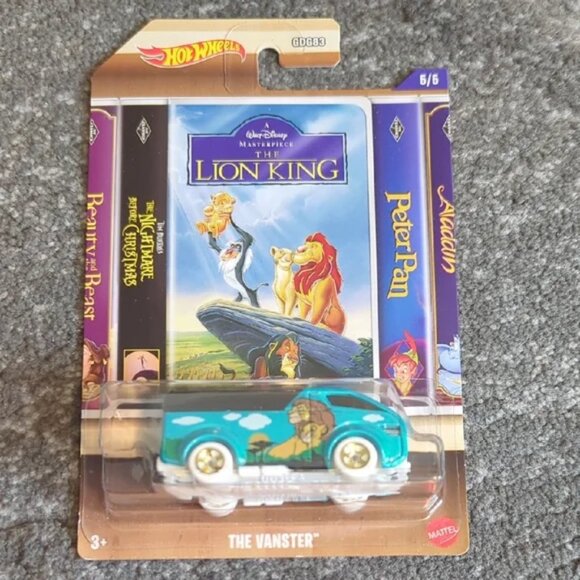 HOT WHEELS
GDG83
5/5
A
Walt Disney
MASTERPIECE
THE
LION KING
Beauty and
the Beast
TIM BURTON'S
THE NIGHTMARE
BEFORE CHRISTMAS
Peter Pan
Aladdin
3+
THE VANSTER™
MATTEL